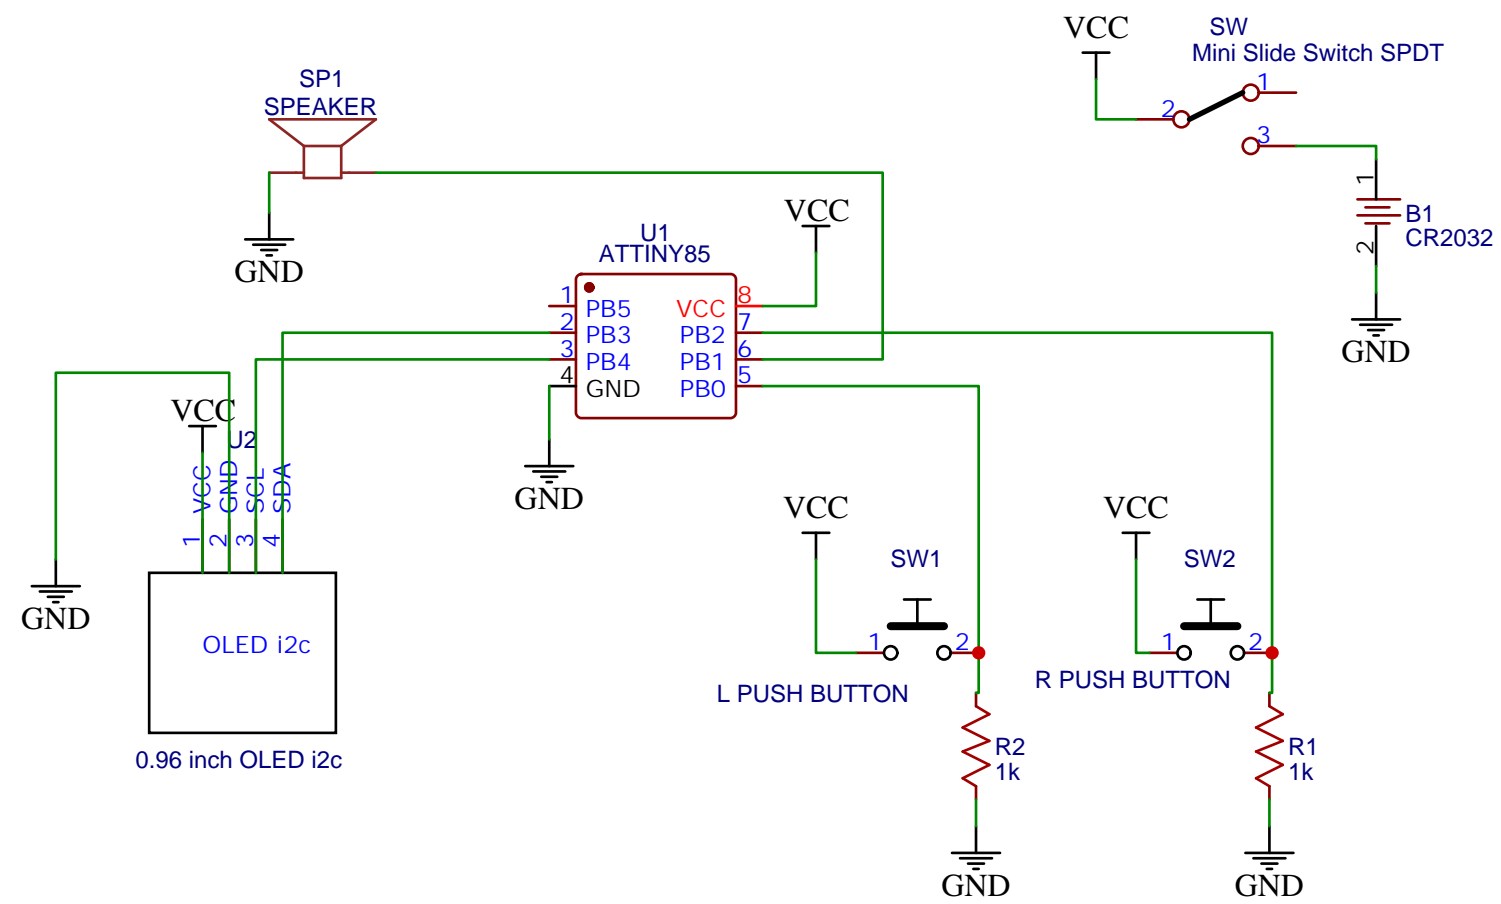 VCC
SW
Mini Slide Switch SPDT
1
2
3
SP1
SPEAKER
GND
VCC
1
2
B1
CR2032
GND
U1
ATTINY85
1 PB5 VCC 8
2 PB3 PB2 7
3 PB4 PB1 6
4 GND PB0 5
GND
VCC
U2
VCC
GND
SCL
SDA
1
2
3
4
GND
OLED i2c
0.96 inch OLED i2c
VCC
SW1
1 2
L PUSH BUTTON
R2
1k
GND
VCC
SW2
1 2
R PUSH BUTTON
R1
1k
GND